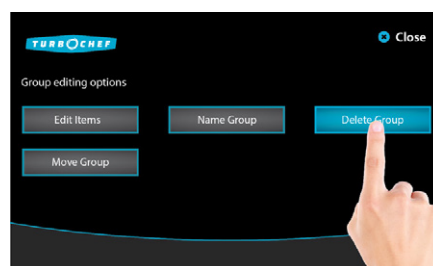 TURBOCHEF
Close
Group editing options
Edit Items
Name Group
Delete Group
Move Group